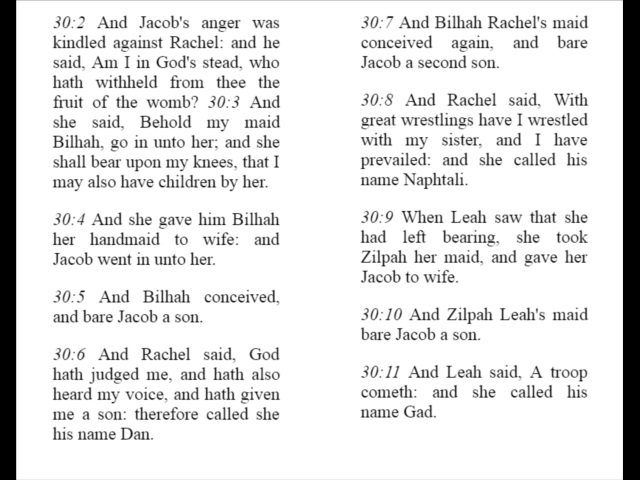 30:2 And Jacob's anger was
kindled against Rachel: and he
said, Am I in God's stead, who
hath withheld from thee the
fruit of the womb? 30:3 And
she said, Behold my maid
Bilhah, go in unto her; and she
shall bear upon my knees, that I
may also have children by her.
30:4 And she gave him Bilhah
her handmaid to wife: and
Jacob went in unto her.
30:5 And Bilhah conceived,
and bare Jacob a son.
30:6 And Rachel said, God
hath judged me, and hath also
heard my voice, and hath given
me a son: therefore called she
his name Dan.
30:7 And Bilhah Rachel's maid
conceived again, and bare
Jacob a second son.
30:8 And Rachel said, With
great wrestlings have I wrestled
with my sister, and I have
prevailed: and she called his
name Naphtali.
30:9 When Leah saw that she
had left bearing, she took
Zilpah her maid, and gave her
Jacob to wife.
30:10 And Zilpah Leah's maid
bare Jacob a son.
30:11 And Leah said, A troop
cometh: and she called his
name Gad.